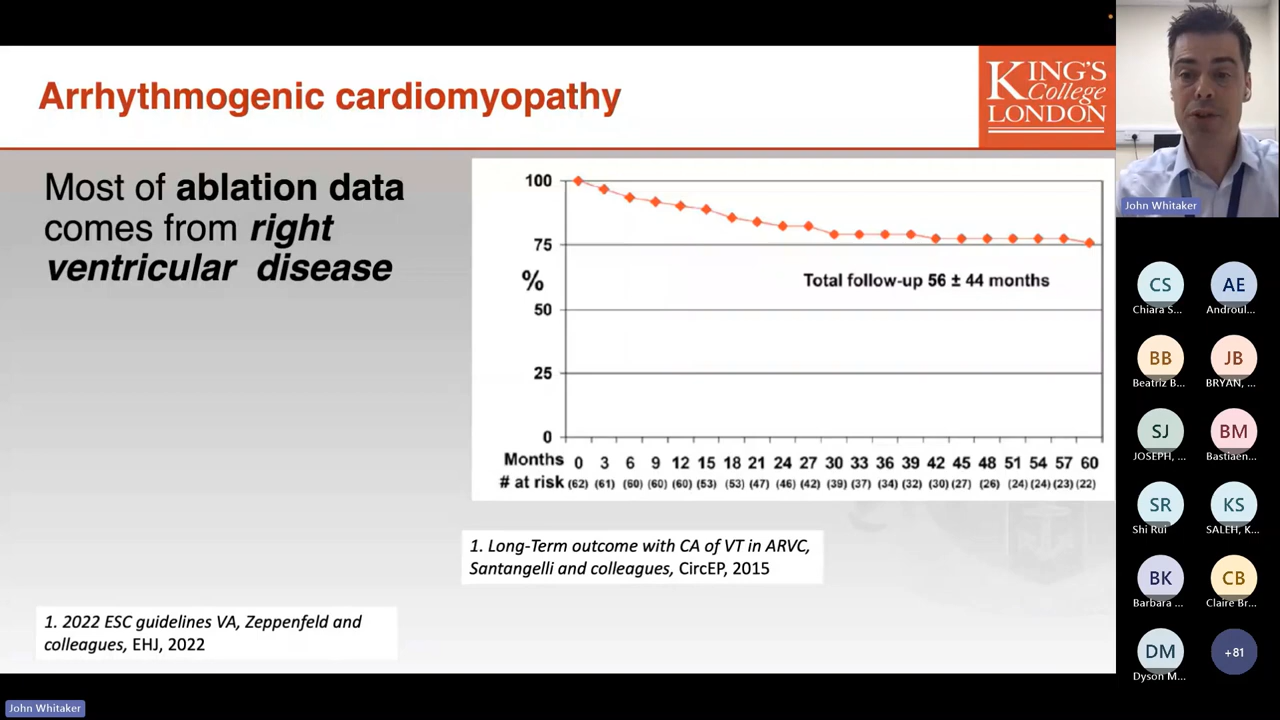 Arrhythmogenic cardiomyopathy
KING'S
College
LONDON
Most of ablation data
comes from right
ventricular disease
100
75
%
50
25
0
Total follow-up 56 ± 44 months
Months 0 3 6 9 12 15 18 21 24 27 30 33 36 39 42 45 48 51 54 57 60
# at risk (62) (61) (60) (60) (60) (53) (53) (47) (46) (42) (39) (37) (34) (32) (30) (27) (26) (24) (24) (23) (22)
1. Long-Term outcome with CA of VT in ARVC,
Santangelli and colleagues, CircEP, 2015
1. 2022 ESC guidelines VA, Zeppenfeld and
colleagues, EHJ, 2022
John Whitaker
CS AE
Chiara S... Androul...
BB JB
Beatriz B... BRYAN, ...
SJ BM
JOSEPH, ... Bastiaen...
SR KS
Shi Rui SALEH, K...
BK CB
Barbara ... Claire Br...
DM +81
Dyson M...
John Whitaker